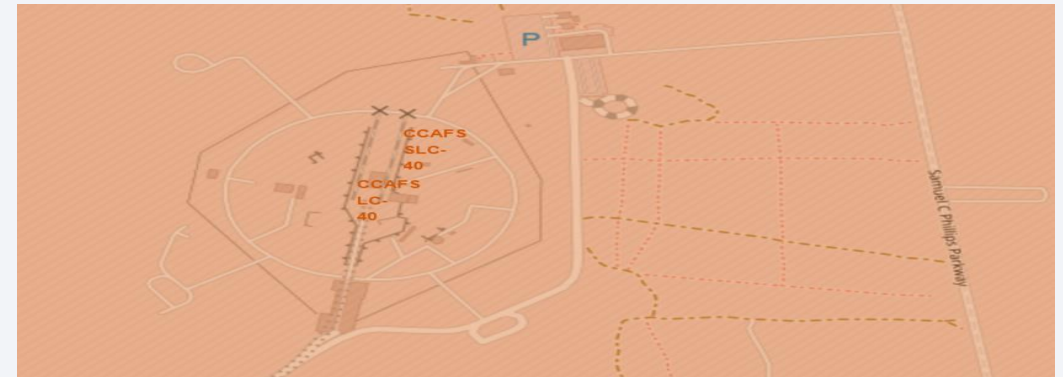 P
CCAFS
SLC-
40
CCAFS
LC-
40
Samuel C Phillips Parkway